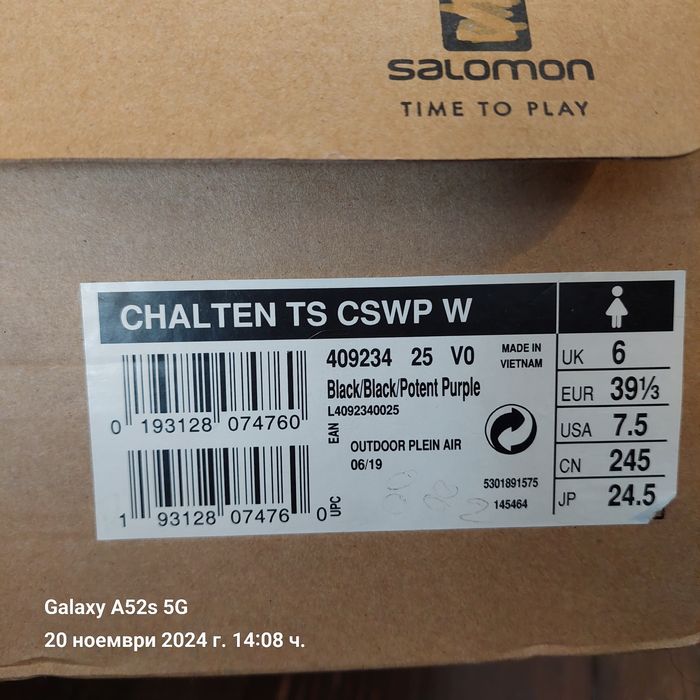 SALOMON
TIME TO PLAY
CHALTEN TS CSWP W
409234 25 V0
MADE IN
VIETNAM
Black/Black/Potent Purple
L4092340025
EAN
0 193128 074760
OUTDOOR PLEIN AIR
06/19
5301891575
145464
UPC
1 93128 07476 0
UK 6
EUR 39⅓
USA 7.5
CN 245
JP 24.5
Galaxy A52s 5G
20 ноември 2024 г. 14:08 ч.